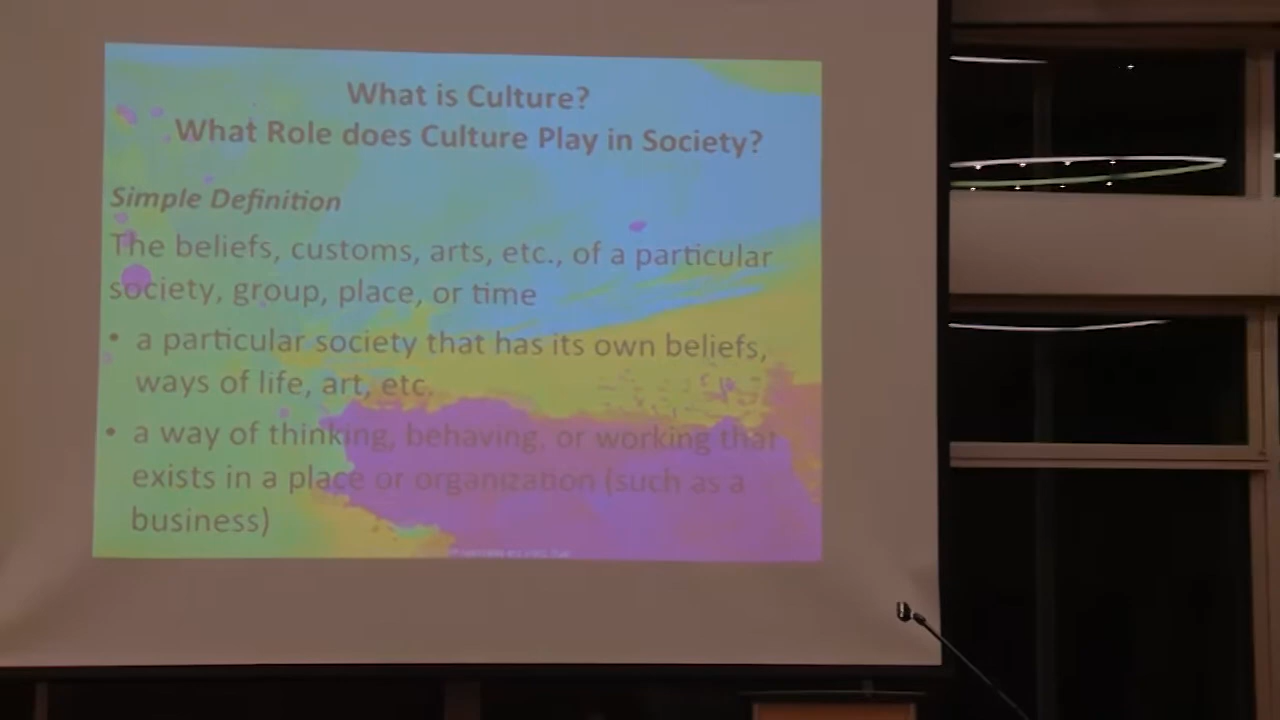 What is Culture?
What Role does Culture Play in Society?
Simple Definition
The beliefs, customs, arts, etc., of a particular
society, group, place, or time
• a particular society that has its own beliefs,
ways of life, art, etc.
• a way of thinking, behaving, or working that
exists in a place or organization (such as a
business)